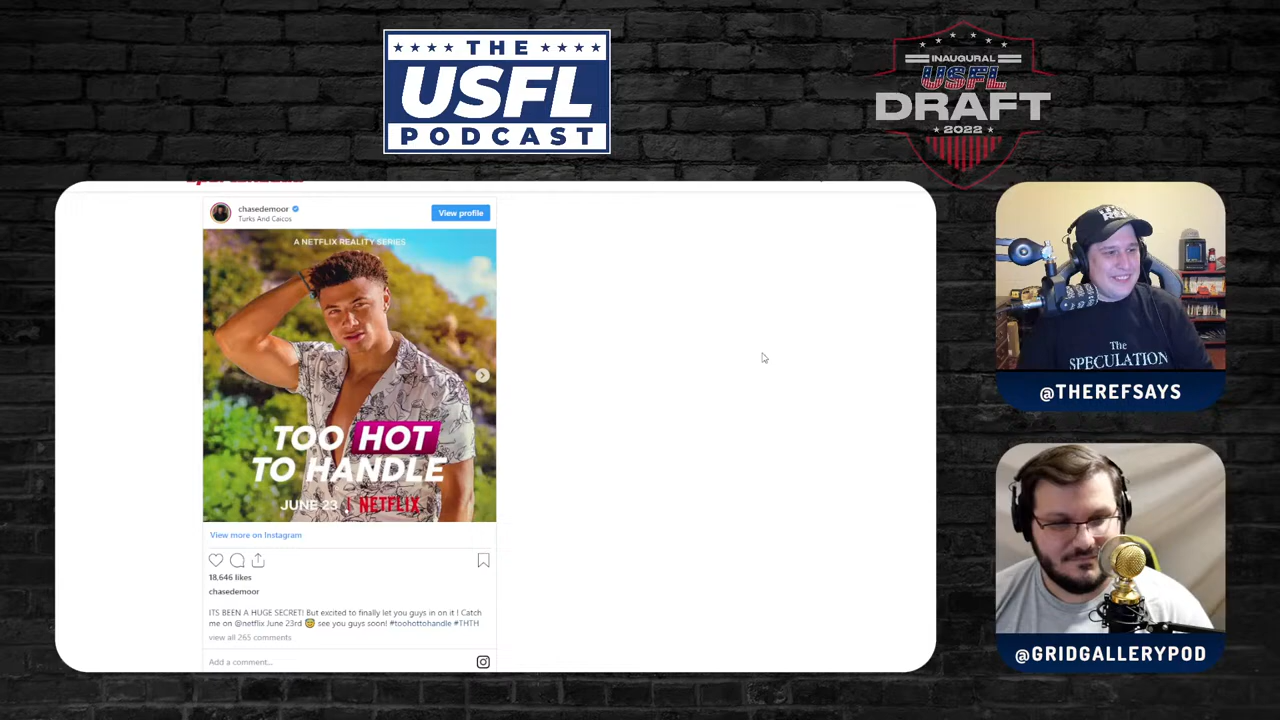 ★ ★ ★ ★ THE ★ ★ ★ ★
USFL
PODCAST
INAUGURAL
USFL
DRAFT
★ 2022 ★
chasedemoor
Turks And Caicos
View profile
A NETFLIX REALITY SERIES
TOO HOT
TO HANDLE
JUNE 23 | NETFLIX
View more on Instagram
18,646 likes
chasedemoor
ITS BEEN A HUGE SECRET! But excited to finally let you guys in on it ! Catch
me on @netflix June 23rd 😇 see you guys soon! #toohottohandle #THTH
view all 265 comments
Add a comment...
The
SPECULATION
@THEREFSAYS
@GRIDGALLERYPOD